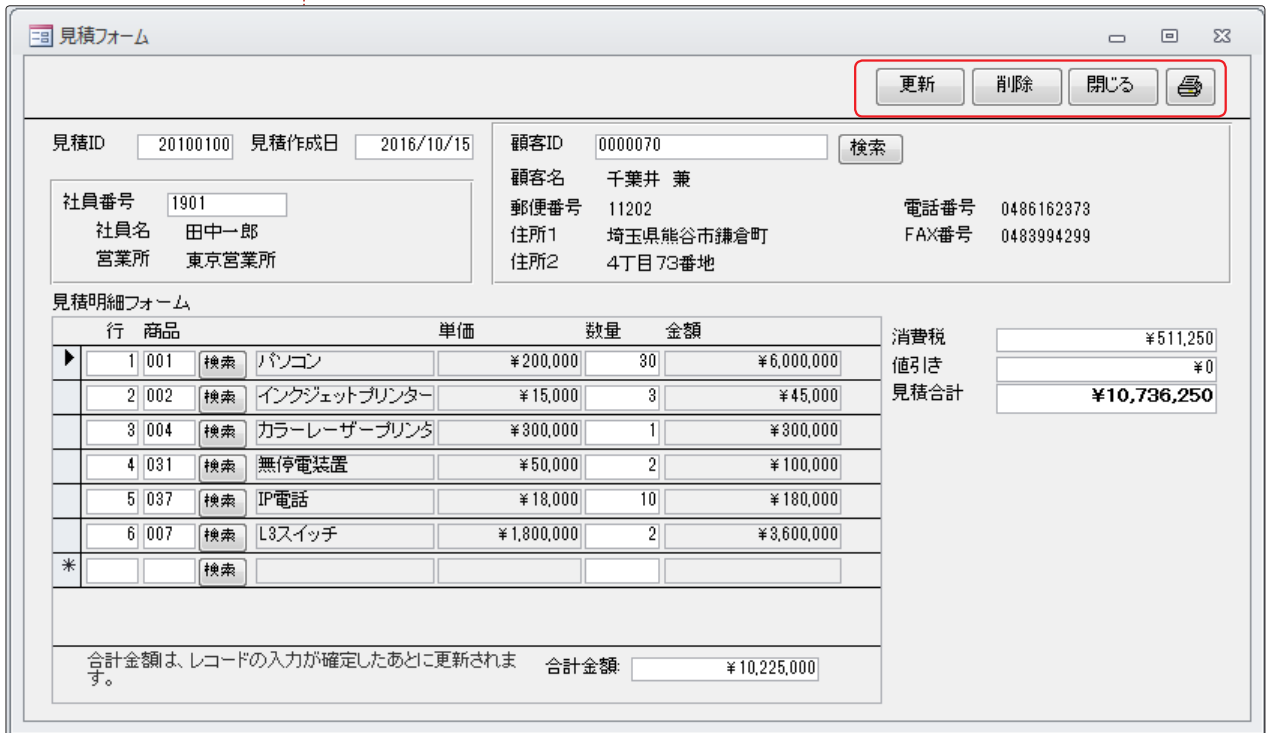 見積フォーム
更新 削除 閉じる
見積ID 20100100 見積作成日 2016/10/15
社員番号 1901
社員名 田中一郎
営業所 東京営業所
顧客ID 0000070 検索
顧客名 千葉井 兼
郵便番号 11202 電話番号 0486162373
住所1 埼玉県熊谷市鎌倉町 FAX番号 0483994299
住所2 4丁目73番地
見積明細フォーム
行 商品 単価 数量 金額
1 001 検索 パソコン ¥200,000 30 ¥6,000,000
2 002 検索 インクジェットプリンター ¥15,000 3 ¥45,000
3 004 検索 カラーレーザープリンタ ¥300,000 1 ¥300,000
4 031 検索 無停電装置 ¥50,000 2 ¥100,000
5 037 検索 IP電話 ¥18,000 10 ¥180,000
6 007 検索 L3スイッチ ¥1,800,000 2 ¥3,600,000
* 検索
合計金額は、レコードの入力が確定したあとに更新されま
す。
合計金額: ¥10,225,000
消費税 ¥511,250
値引き ¥0
見積合計 ¥10,736,250